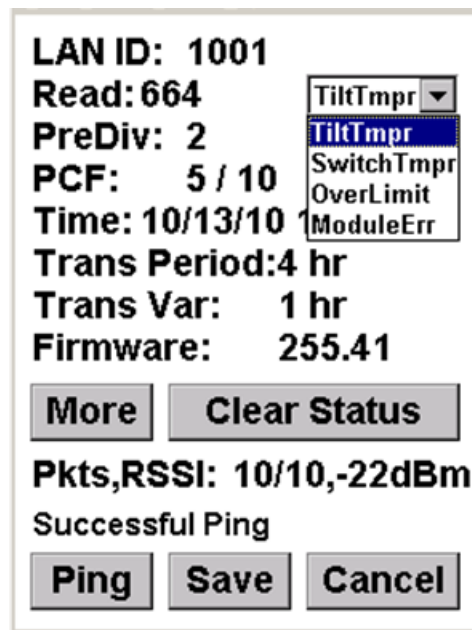 LAN ID: 1001
Read: 664 TiltTmpr
PreDiv: 2 TiltTmpr
SwitchTmpr
PCF: 5 / 10 OverLimit
Time: 10/13/10 ModuleErr
Trans Period:4 hr
Trans Var: 1 hr
Firmware: 255.41
More Clear Status
Pkts,RSSI: 10/10,-22dBm
Successful Ping
Ping Save Cancel